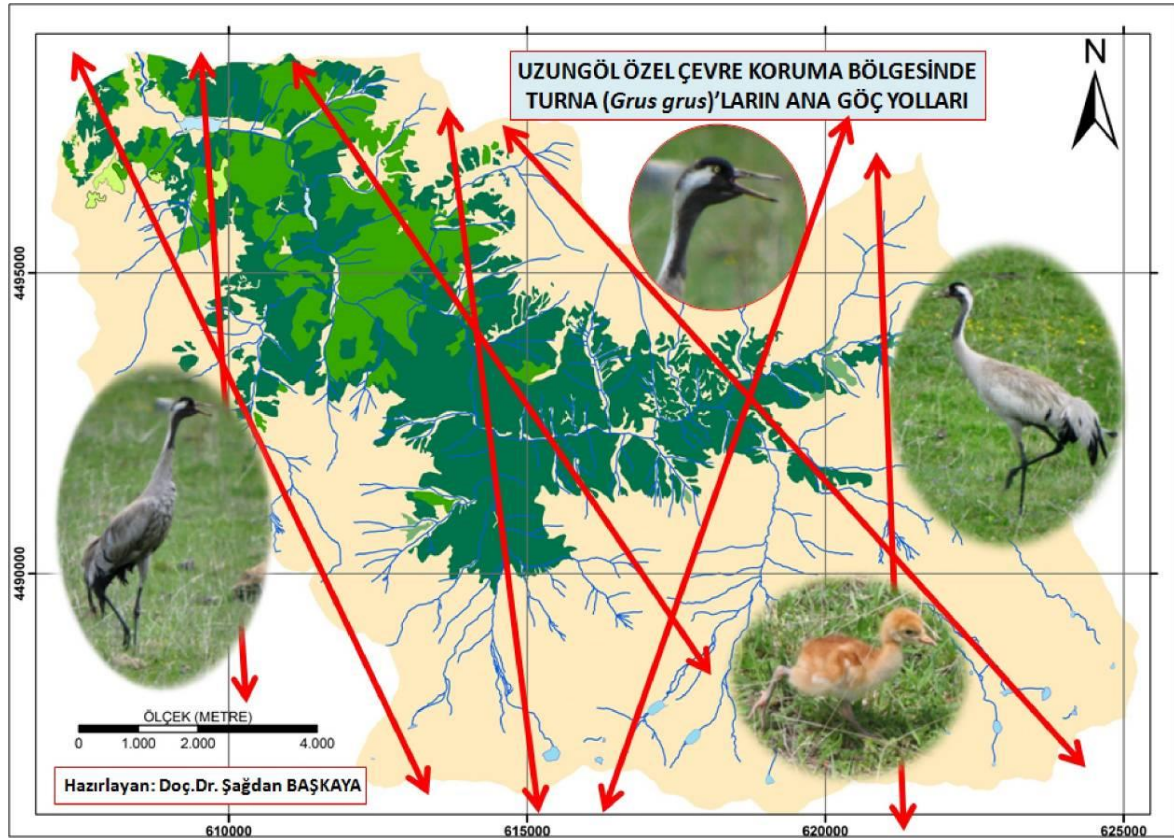 UZUNGÖL ÖZEL ÇEVRE KORUMA BÖLGESİNDE
TURNA (Grus grus)’LARIN ANA GÖÇ YOLLARI
N
4495000
4490000
ÖLÇEK (METRE)
0 1.000 2.000 4.000
Hazırlayan: Doç.Dr. Şağdan BAŞKAYA
610000 615000 620000 625000